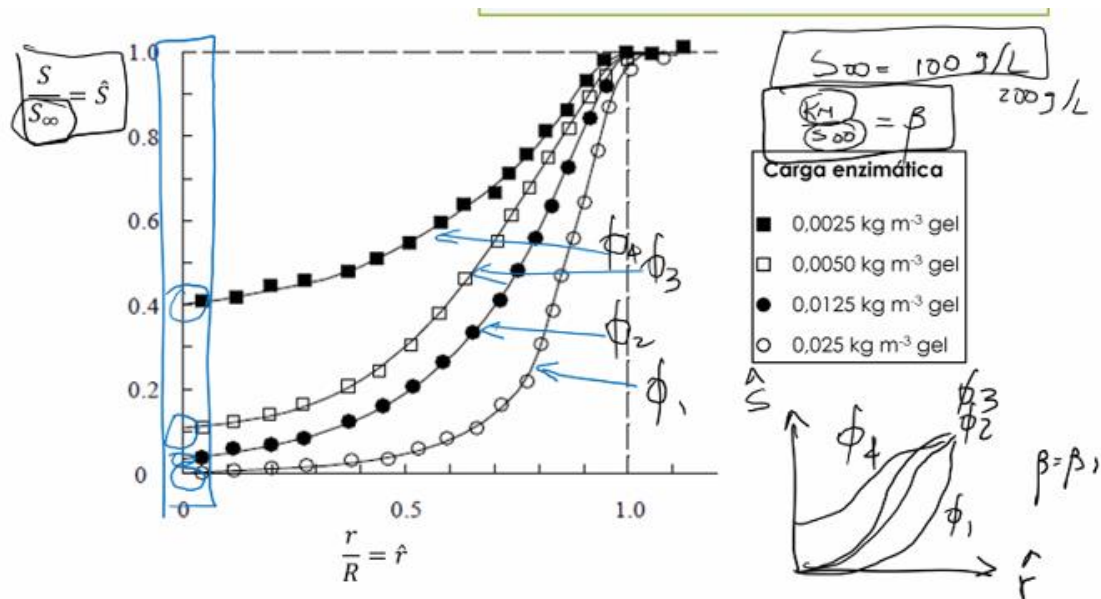 S/S∞ = Ŝ
1.0
0.8
0.6
0.4
0.2
0
0
0.5
1.0
r/R = r̂
ϕ4 ϕ3
ϕ2
ϕ1
S∞ = 100 g/L
200 g/L
KM/S∞ = β
Carga enzimática
■ 0,0025 kg m⁻³ gel
□ 0,0050 kg m⁻³ gel
● 0,0125 kg m⁻³ gel
○ 0,025 kg m⁻³ gel
Ŝ
ϕ4
ϕ3
ϕ2
ϕ1
r̂
β=β1